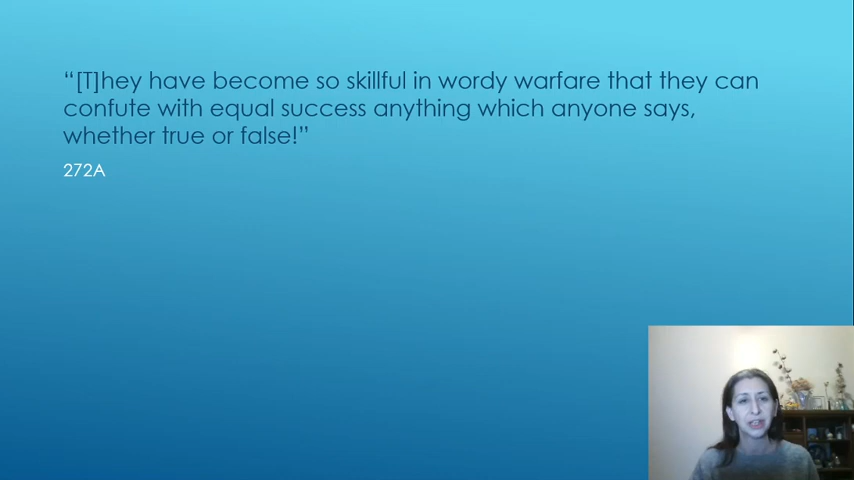 “[T]hey have become so skillful in wordy warfare that they can
confute with equal success anything which anyone says,
whether true or false!”
272A